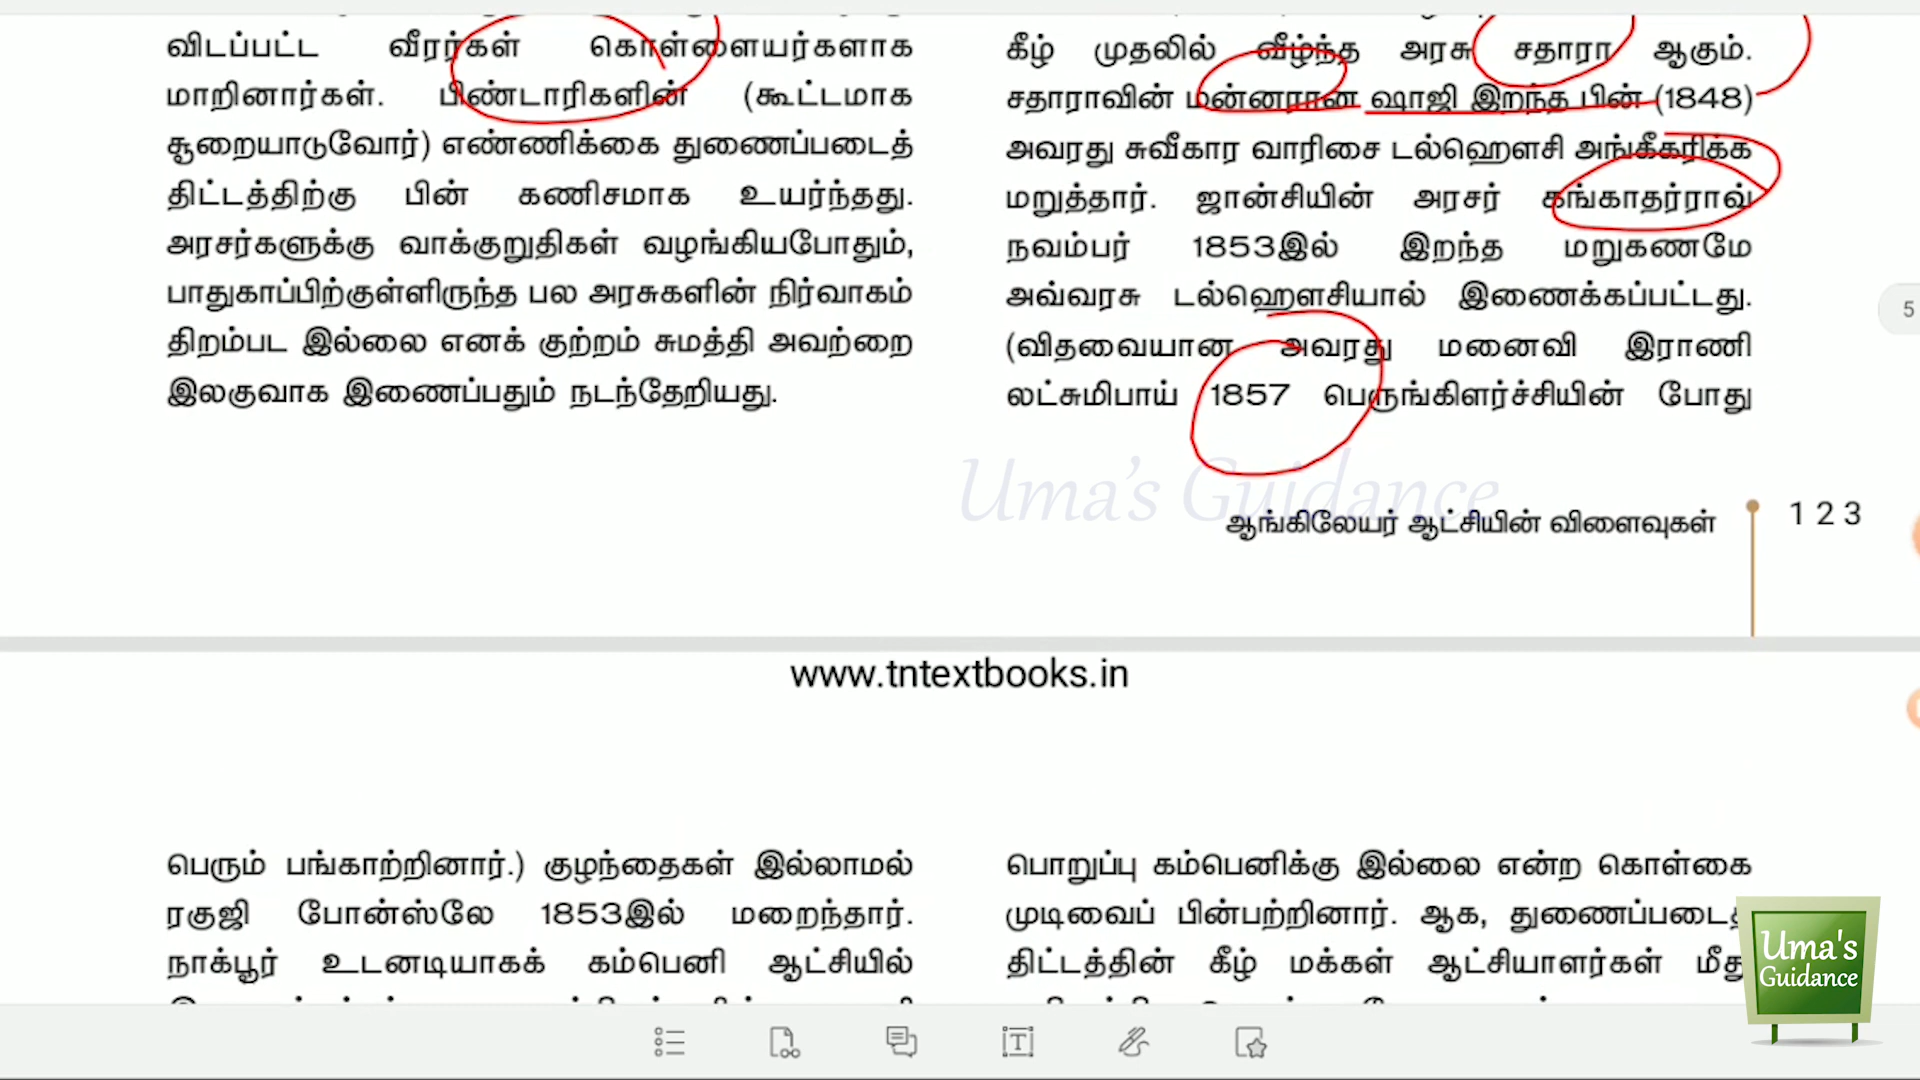 விடப்பட்ட வீரர்கள் கொள்ளையர்களாக
மாறினார்கள். பிண்டாரிகளின் (கூட்டமாக
சூறையாடுவோர்) எண்ணிக்கை துணைப்படைத்
திட்டத்திற்கு பின் கணிசமாக உயர்ந்தது.
அரசர்களுக்கு வாக்குறுதிகள் வழங்கியபோதும்,
பாதுகாப்பிற்குள்ளிருந்த பல அரசுகளின் நிர்வாகம்
திறம்பட இல்லை எனக் குற்றம் சுமத்தி அவற்றை
இலகுவாக இணைப்பதும் நடந்தேறியது.
கீழ் முதலில் வீழ்ந்த அரசு சதாரா ஆகும்.
சதாராவின் மன்னரான ஷாஜி இறந்த பின் (1848)
அவரது சுவீகார வாரிசை டல்ஹௌசி அங்கீகரிக்க
மறுத்தார். ஜான்சியின் அரசர் கங்காதர்ராவ்
நவம்பர் 1853இல் இறந்த மறுகணமே
அவ்வரசு டல்ஹௌசியால் இணைக்கப்பட்டது.
(விதவையான அவரது மனைவி இராணி
லட்சுமிபாய் 1857 பெருங்கிளர்ச்சியின் போது
5
Uma's Guidance
ஆங்கிலேயர் ஆட்சியின் விளைவுகள் 123
www.tntextbooks.in
பெரும் பங்காற்றினார்.) குழந்தைகள் இல்லாமல்
ரகுஜி போன்ஸ்லே 1853இல் மறைந்தார்.
நாக்பூர் உடனடியாகக் கம்பெனி ஆட்சியில்
பொறுப்பு கம்பெனிக்கு இல்லை என்ற கொள்கை
முடிவைப் பின்பற்றினார். ஆக, துணைப்படைத்
திட்டத்தின் கீழ் மக்கள் ஆட்சியாளர்கள் மீது
Uma's
Guidance